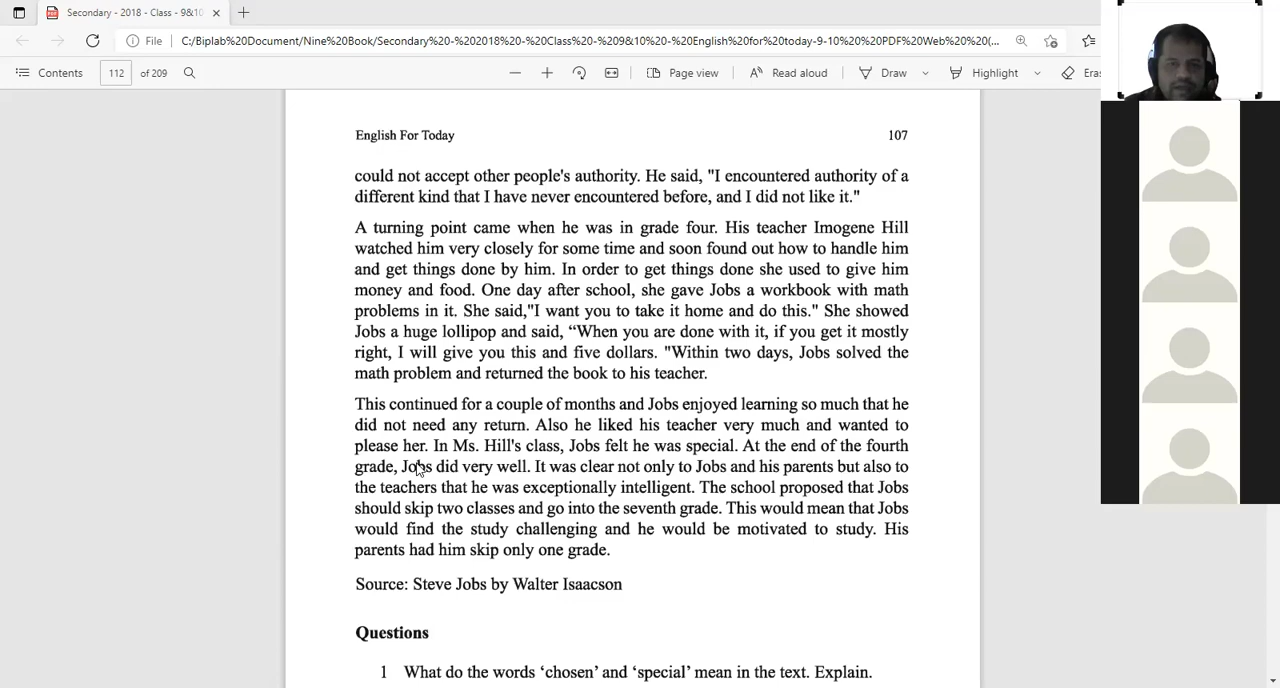 Secondary - 2018 - Class - 9&10
File
C:/Biplab%20Document/Nine%20Book/Secondary%20-%202018%20-%20Class%20-%209&10%20-%20English%20for%20today-9-10%20%20PDF%20Web%20%20(...
Contents 112 of 209 Page view Read aloud Draw Highlight Eras
English For Today 107
could not accept other people's authority. He said, "I encountered authority of a
different kind that I have never encountered before, and I did not like it."
A turning point came when he was in grade four. His teacher Imogene Hill
watched him very closely for some time and soon found out how to handle him
and get things done by him. In order to get things done she used to give him
money and food. One day after school, she gave Jobs a workbook with math
problems in it. She said,"I want you to take it home and do this." She showed
Jobs a huge lollipop and said, “When you are done with it, if you get it mostly
right, I will give you this and five dollars. "Within two days, Jobs solved the
math problem and returned the book to his teacher.
This continued for a couple of months and Jobs enjoyed learning so much that he
did not need any return. Also he liked his teacher very much and wanted to
please her. In Ms. Hill's class, Jobs felt he was special. At the end of the fourth
grade, Jobs did very well. It was clear not only to Jobs and his parents but also to
the teachers that he was exceptionally intelligent. The school proposed that Jobs
should skip two classes and go into the seventh grade. This would mean that Jobs
would find the study challenging and he would be motivated to study. His
parents had him skip only one grade.
Source: Steve Jobs by Walter Isaacson
Questions
1 What do the words ‘chosen’ and ‘special’ mean in the text. Explain.